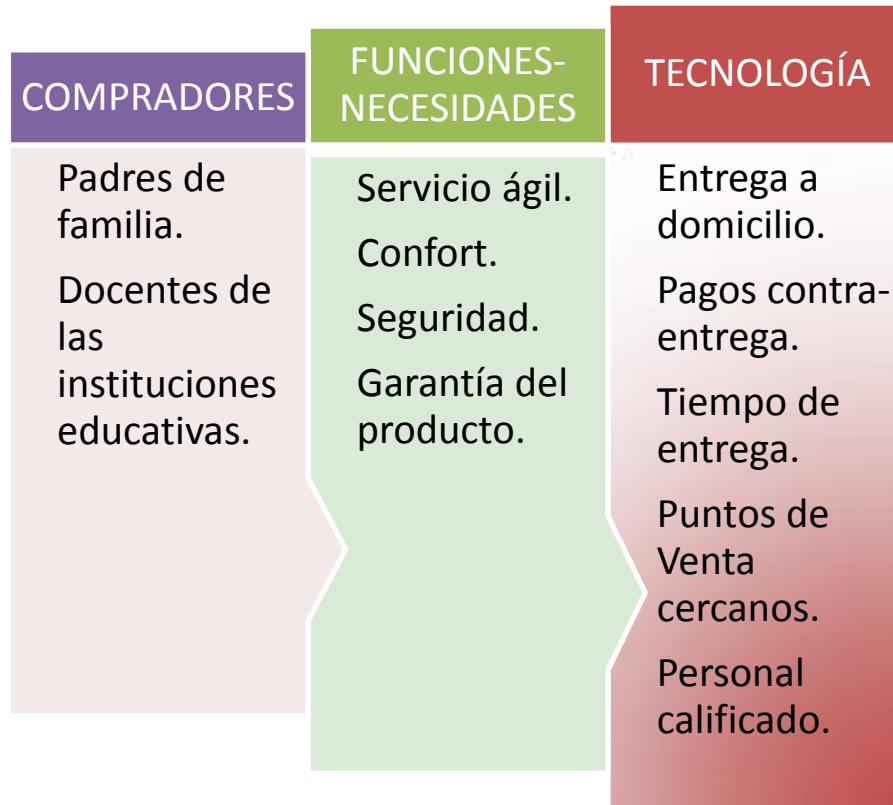 COMPRADORES
Padres de
familia.
Docentes de
las
instituciones
educativas.
FUNCIONES-
NECESIDADES
Servicio ágil.
Confort.
Seguridad.
Garantía del
producto.
TECNOLOGÍA
Entrega a
domicilio.
Pagos contra-
entrega.
Tiempo de
entrega.
Puntos de
Venta
cercanos.
Personal
calificado.